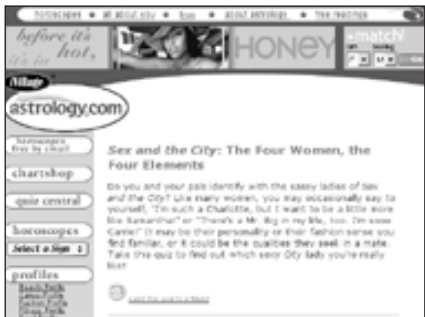 horoscopes ★ all about you ★ love ★ about astrology ★ the readings
before it's
it's in hot,
HONEY
match!
iVillage
astrology.com
horoscopes
free by email
chartshop
quiz central
horoscopes
Select a Sign
profiles
Sex and the City: The Four Women, the
Four Elements
Do you and your pals identify with the sassy ladies of Sex
and the City? Like many women, you may occasionally say to
yourself, "I'm such a Charlotte, but I want to be a little more
like Samantha!" or "There's a Mr. Big in my life, too. I'm sooo
Carrie!" It may be their personality or their fashion sense you
find familiar, or it could be the qualities they seek in a mate.
Take this quiz to find out which sexy City lady you're really
like!